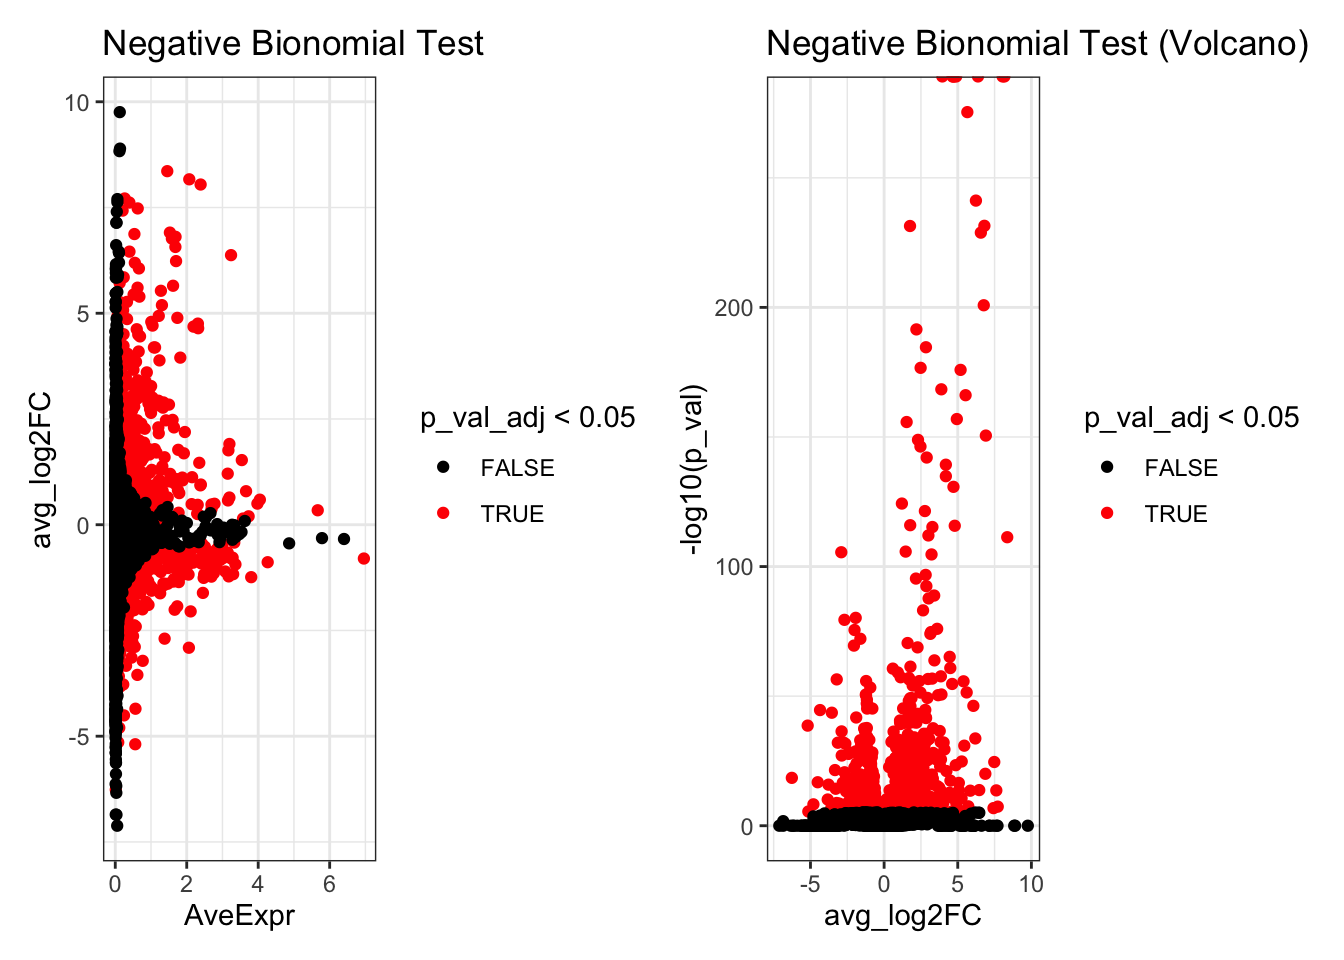 Negative Bionomial Test
10
5
0
-5
avg_log2FC
0 2 4 6
AveExpr
p_val_adj < 0.05
FALSE
TRUE
Negative Bionomial Test (Volcano)
200
100
0
-log10(p_val)
-5 0 5 10
avg_log2FC
p_val_adj < 0.05
FALSE
TRUE